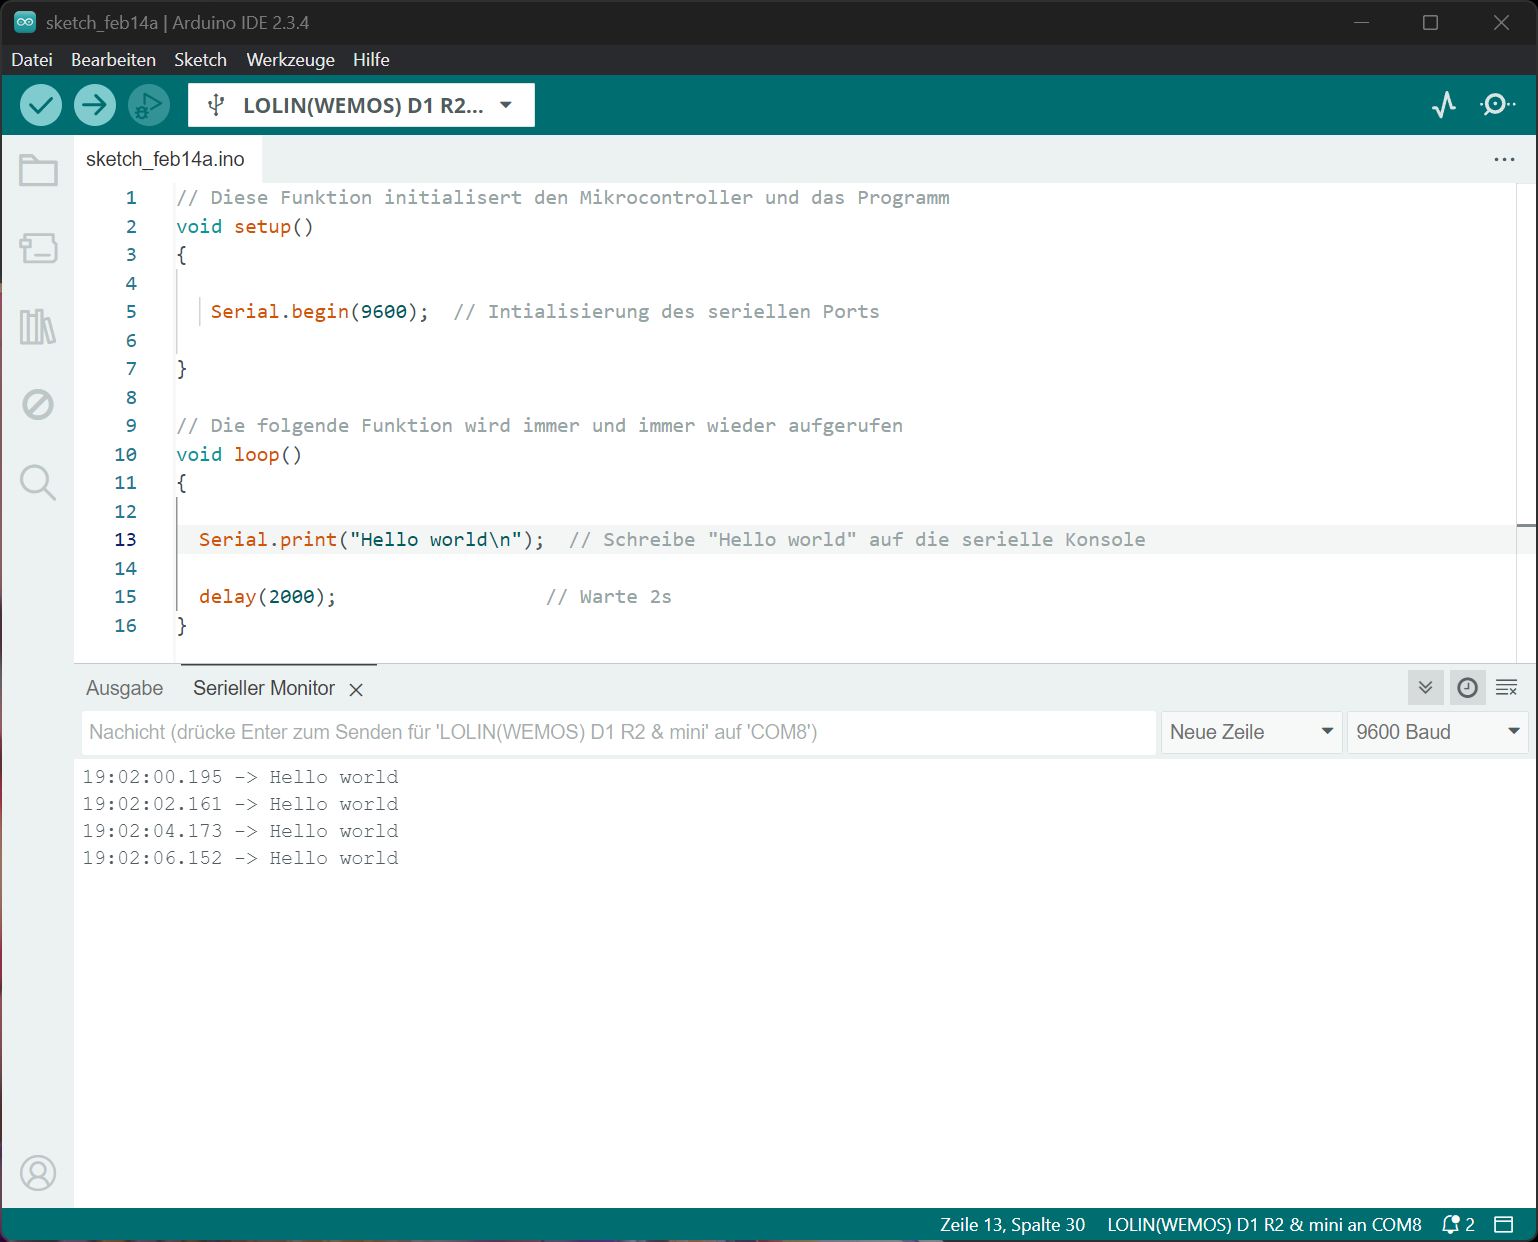 sketch_feb14a | Arduino IDE 2.3.4
Datei Bearbeiten Sketch Werkzeuge Hilfe
LOLIN(WEMOS) D1 R2...
sketch_feb14a.ino
1 // Diese Funktion initialisert den Mikrocontroller und das Programm
2 void setup()
3 {
4
5 Serial.begin(9600); // Intialisierung des seriellen Ports
6
7 }
8
9 // Die folgende Funktion wird immer und immer wieder aufgerufen
10 void loop()
11 {
12
13 Serial.print("Hello world\n"); // Schreibe "Hello world" auf die serielle Konsole
14
15 delay(2000); // Warte 2s
16 }
Ausgabe Serieller Monitor
Nachricht (drücke Enter zum Senden für 'LOLIN(WEMOS) D1 R2 & mini' auf 'COM8') Neue Zeile 9600 Baud
19:02:00.195 -> Hello world
19:02:02.161 -> Hello world
19:02:04.173 -> Hello world
19:02:06.152 -> Hello world
Zeile 13, Spalte 30 LOLIN(WEMOS) D1 R2 & mini an COM8 2